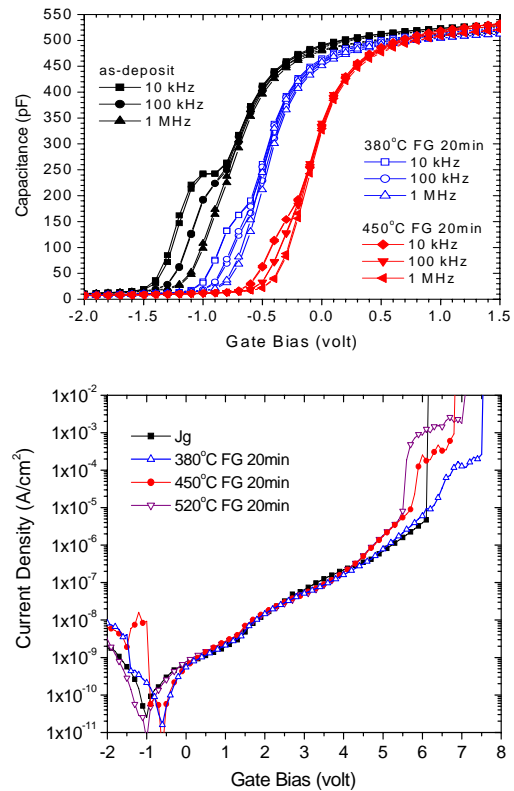 550
500
450
400
350
300
250
200
150
100
50
0
Capacitance (pF)
as-deposit
10 kHz
100 kHz
1 MHz
380°C FG 20min
10 kHz
100 kHz
1 MHz
450°C FG 20min
10 kHz
100 kHz
1 MHz
-2.0 -1.5 -1.0 -0.5 0.0 0.5 1.0 1.5
Gate Bias (volt)
1x10⁻²
1x10⁻³
1x10⁻⁴
1x10⁻⁵
1x10⁻⁶
1x10⁻⁷
1x10⁻⁸
1x10⁻⁹
1x10⁻¹⁰
1x10⁻¹¹
Current Density (A/cm²)
Jg
380°C FG 20min
450°C FG 20min
520°C FG 20min
-2 -1 0 1 2 3 4 5 6 7 8
Gate Bias (volt)